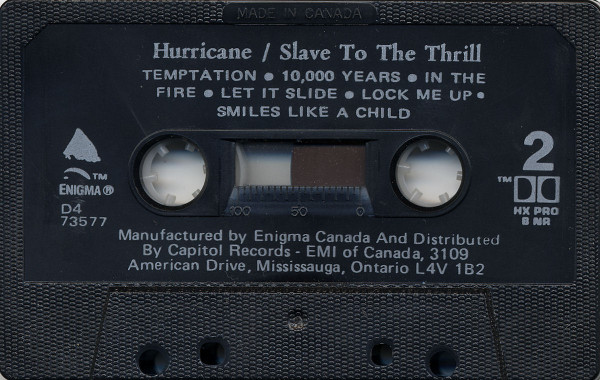 MADE IN CANADA
Hurricane / Slave To The Thrill
TEMPTATION ● 10,000 YEARS ● IN THE
FIRE ● LET IT SLIDE ● LOCK ME UP ●
SMILES LIKE A CHILD
™
ENIGMA®
D4
73577
2
™
HX PRO
B NR
100 50 0
Manufactured by Enigma Canada And Distributed
By Capitol Records - EMI of Canada, 3109
American Drive, Mississauga, Ontario L4V 1B2